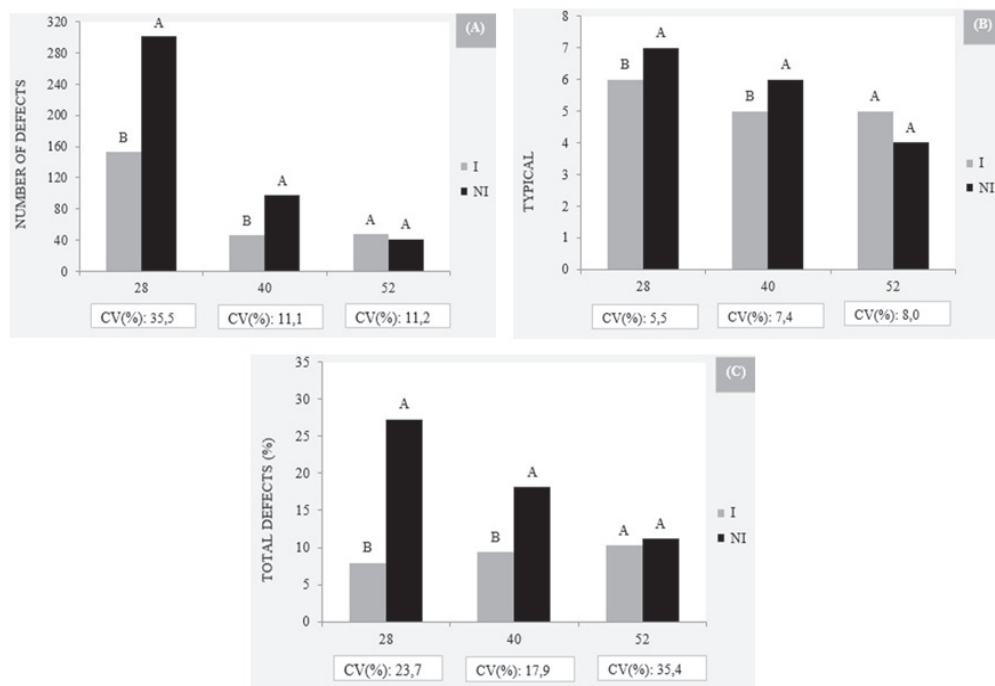 (A)
NUMBER OF DEFECTS
320
280
240
200
160
120
80
40
0
B
A
B
A
A
A
28
40
52
I
NI
CV(%): 35,5
CV(%): 11,1
CV(%): 11,2
(B)
TYPICAL
8
7
6
5
4
3
2
1
0
B
A
B
A
A
A
28
40
52
I
NI
CV(%): 5,5
CV(%): 7,4
CV(%): 8,0
(C)
TOTAL DEFECTS (%)
35
30
25
20
15
10
5
0
B
A
B
A
A
A
28
40
52
I
NI
CV(%): 23,7
CV(%): 17,9
CV(%): 35,4